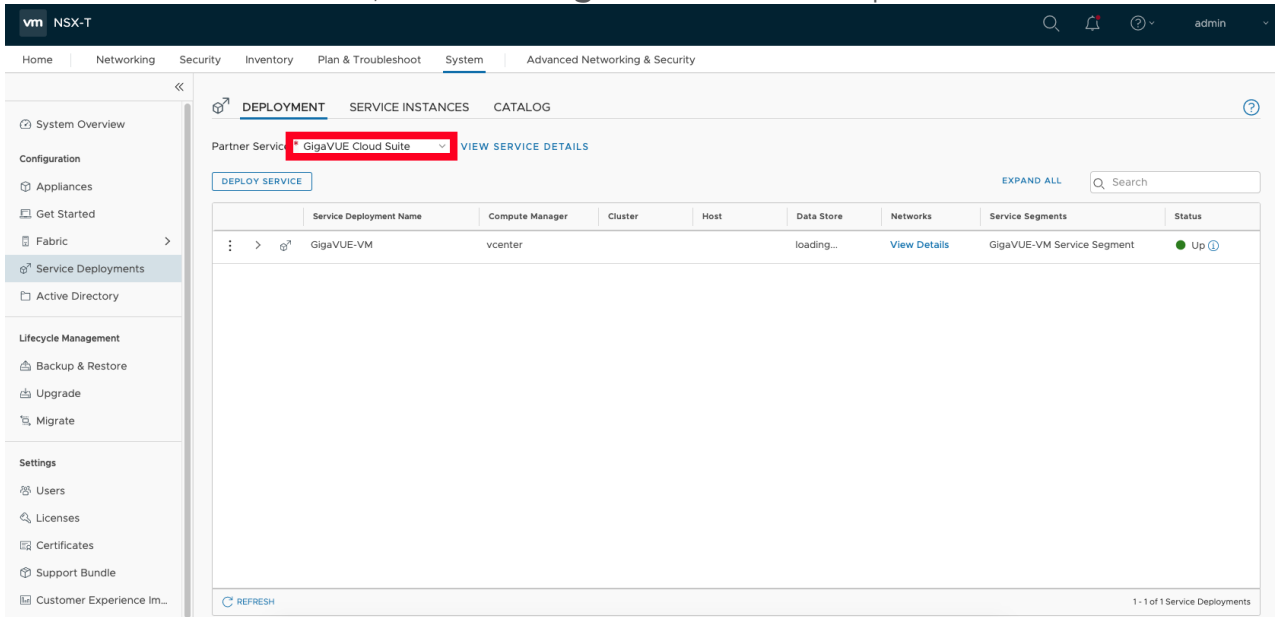 vm NSX-T
admin
Home Networking Security Inventory Plan & Troubleshoot System Advanced Networking & Security
DEPLOYMENT SERVICE INSTANCES CATALOG
System Overview
Partner Service * GigaVUE Cloud Suite VIEW SERVICE DETAILS
Configuration
DEPLOY SERVICE EXPAND ALL Search
Appliances
Get Started
Service Deployment Name Compute Manager Cluster Host Data Store Networks Service Segments Status
Fabric
GigaVUE-VM vcenter loading... View Details GigaVUE-VM Service Segment Up
Service Deployments
Active Directory
Lifecycle Management
Backup & Restore
Upgrade
Migrate
Settings
Users
Licenses
Certificates
Support Bundle
Customer Experience Im...
REFRESH 1 - 1 of 1 Service Deployments